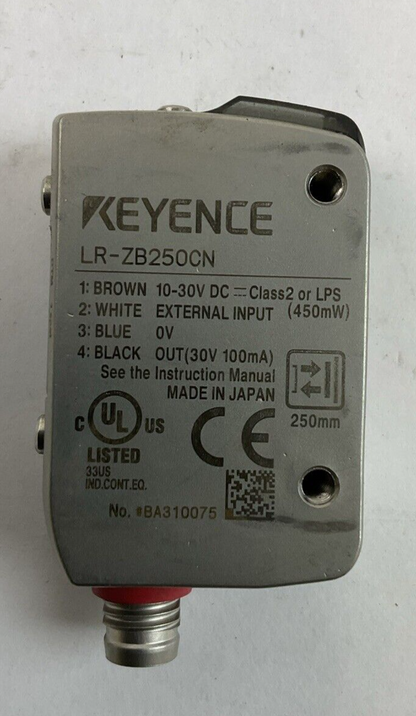 KEYENCE
LR-ZB250CN
1: BROWN 10-30V DC ⎓ Class2 or LPS
2: WHITE EXTERNAL INPUT (450mW)
3: BLUE 0V
4: BLACK OUT(30V 100mA)
See the Instruction Manual
MADE IN JAPAN
250mm
C UL US
LISTED
33US
IND.CONT.EQ.
CE
No. #BA310075